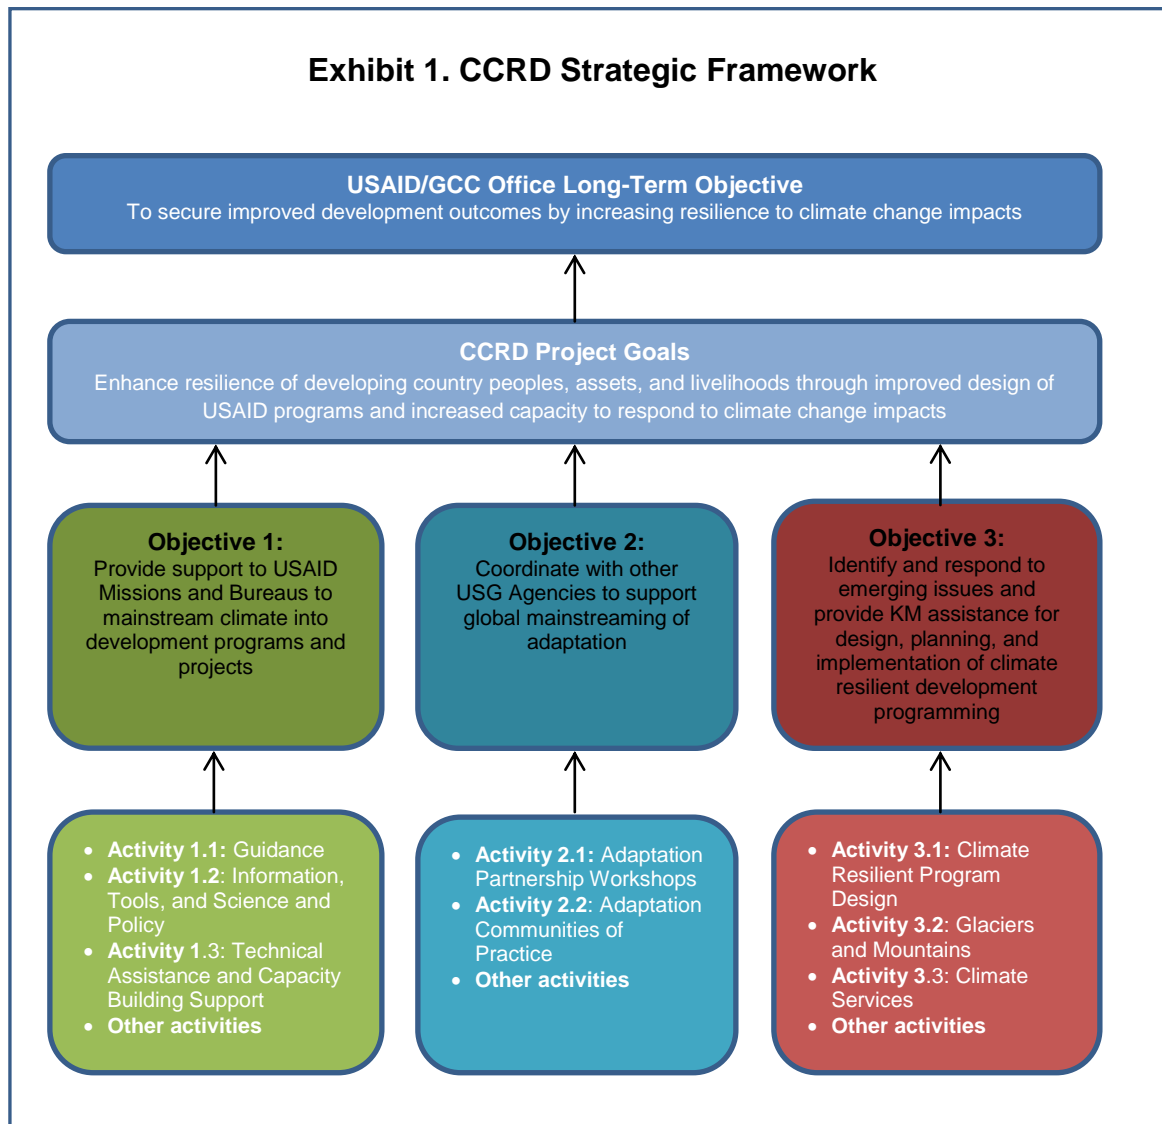 Exhibit 1. CCRD Strategic Framework
USAID/GCC Office Long-Term Objective
To secure improved development outcomes by increasing resilience to climate change impacts
CCRD Project Goals
Enhance resilience of developing country peoples, assets, and livelihoods through improved design of
USAID programs and increased capacity to respond to climate change impacts
Objective 1:
Provide support to USAID
Missions and Bureaus to
mainstream climate into
development programs and
projects
Objective 2:
Coordinate with other
USG Agencies to support
global mainstreaming of
adaptation
Objective 3:
Identify and respond to
emerging issues and
provide KM assistance for
design, planning, and
implementation of climate
resilient development
programming
• Activity 1.1: Guidance
• Activity 1.2: Information,
Tools, and Science and
Policy
• Activity 1.3: Technical
Assistance and Capacity
Building Support
• Other activities
• Activity 2.1: Adaptation
Partnership Workshops
• Activity 2.2: Adaptation
Communities of
Practice
• Other activities
• Activity 3.1: Climate
Resilient Program
Design
• Activity 3.2: Glaciers
and Mountains
• Activity 3.3: Climate
Services
• Other activities